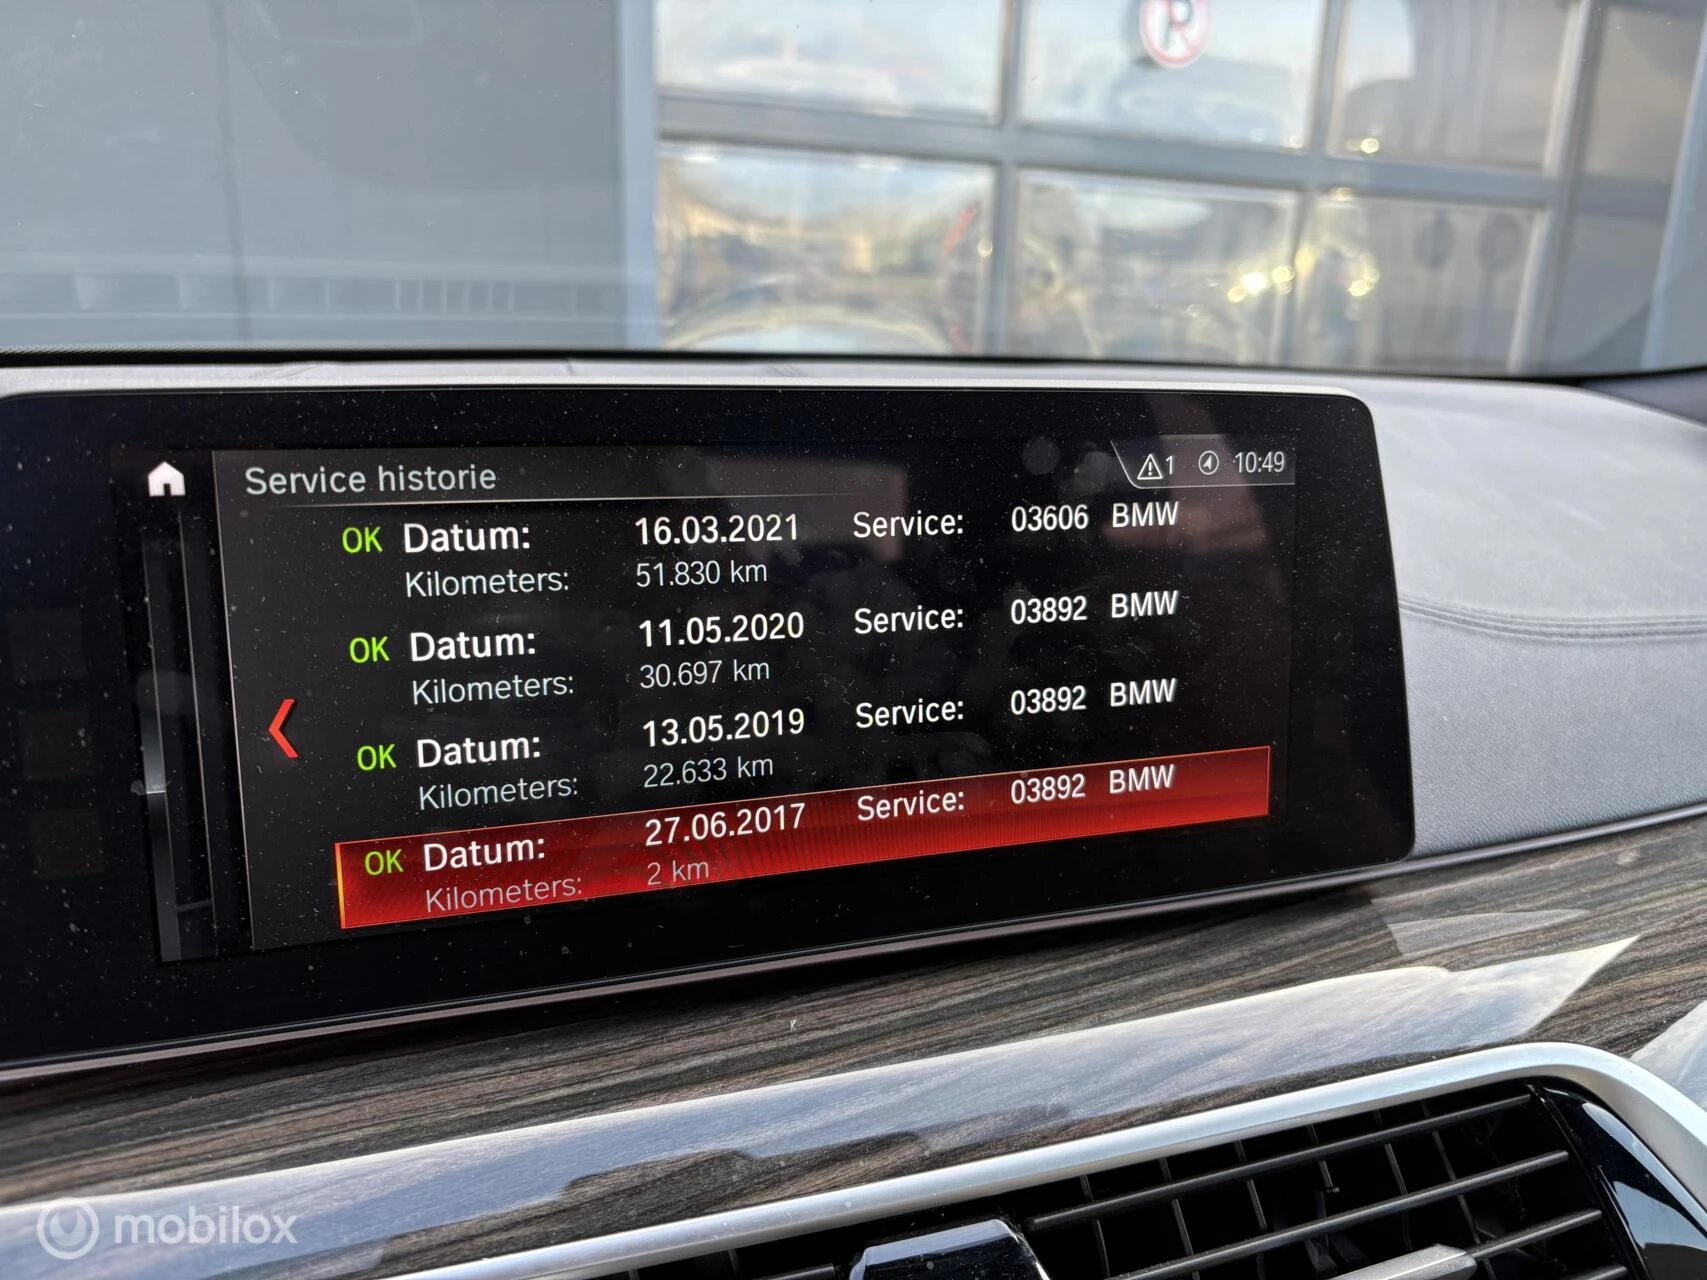 Service historie
1 10:49
OK Datum: 16.03.2021 Service: 03606 BMW
Kilometers: 51.830 km
OK Datum: 11.05.2020 Service: 03892 BMW
Kilometers: 30.697 km
OK Datum: 13.05.2019 Service: 03892 BMW
Kilometers: 22.633 km
OK Datum: 27.06.2017 Service: 03892 BMW
Kilometers: 2 km
mobilox